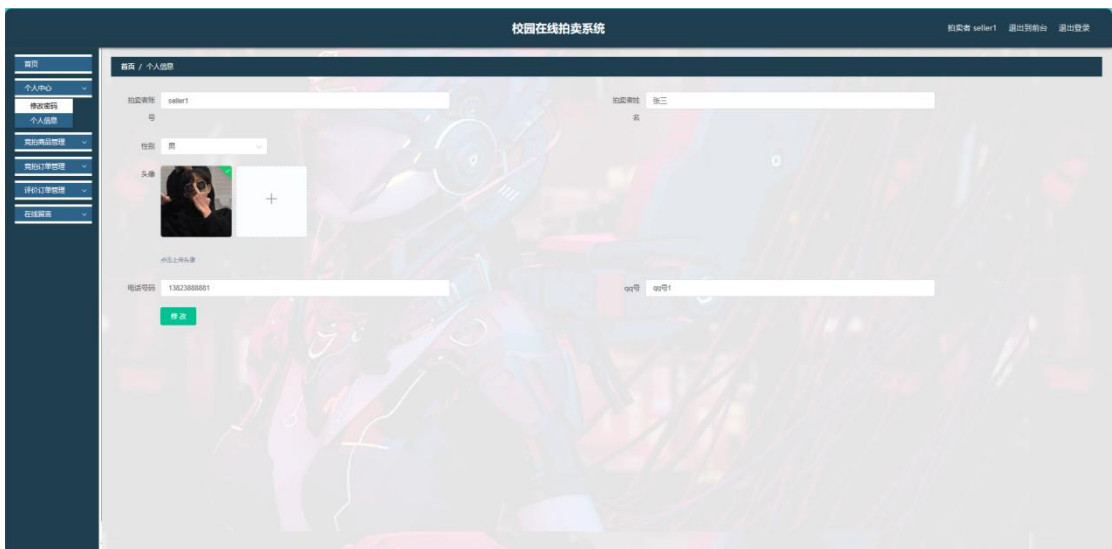 校园在线拍卖系统
拍卖者 seller1 退出到前台 退出登录
首页
个人中心
修改密码
个人信息
竞拍商品管理
竞拍订单管理
评价订单管理
在线留言
首页 / 个人信息
拍卖者账号 seller1
拍卖者姓名 张三
性别 男
头像
点击上传头像
电话号码 13823888881
qq号 qq号1
修改